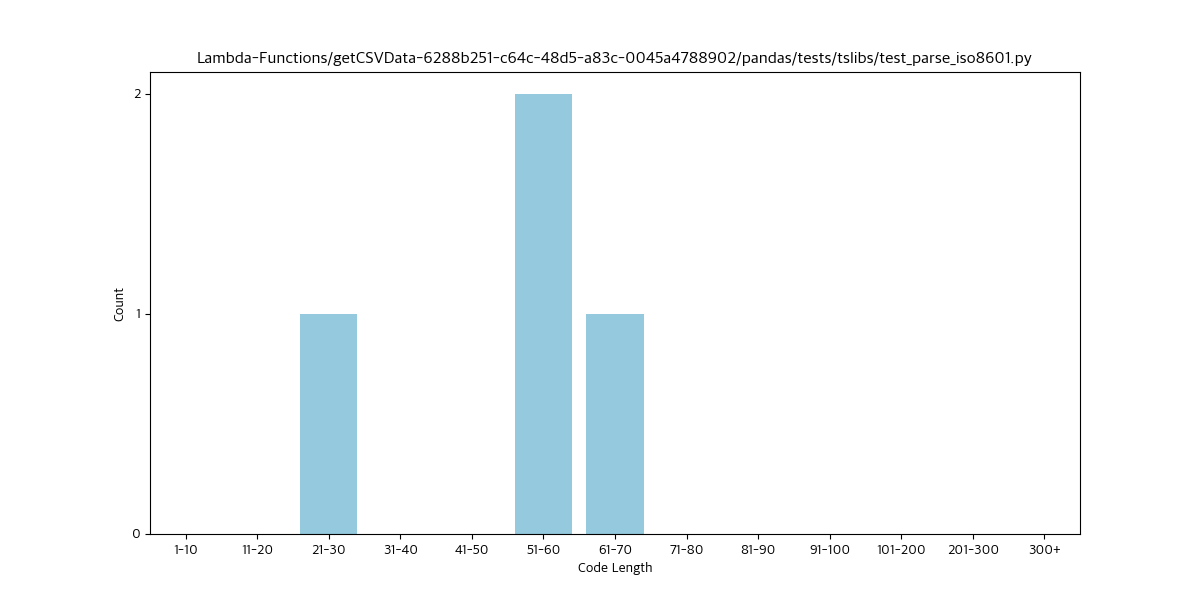 Lambda-Functions/getCSVData-6288b251-c64c-48d5-a83c-0045a4788902/pandas/tests/tslibs/test_parse_iso8601.py
2
1
0
Count
1-10 11-20 21-30 31-40 41-50 51-60 61-70 71-80 81-90 91-100 101-200 201-300 300+
Code Length